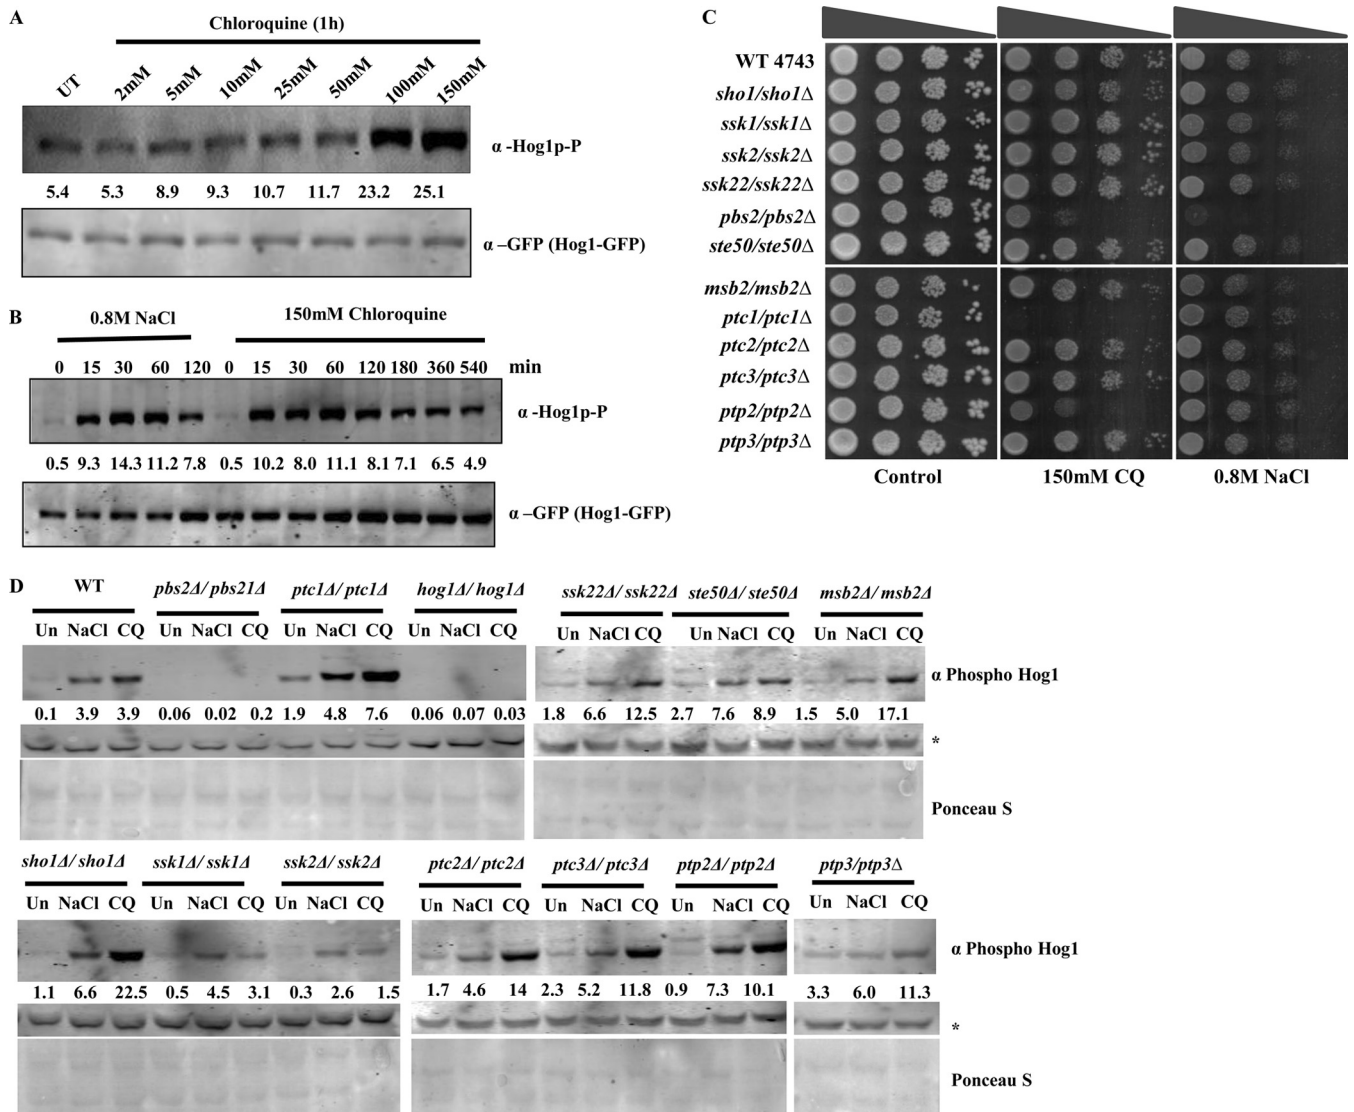 A
Chloroquine (1h)
UT 2mM 5mM 10mM 25mM 50mM 100mM 150mM
α -Hog1p-P
5.4 5.3 8.9 9.3 10.7 11.7 23.2 25.1
α –GFP (Hog1-GFP)
B
0.8M NaCl 150mM Chloroquine
0 15 30 60 120 0 15 30 60 120 180 360 540 min
α -Hog1p-P
0.5 9.3 14.3 11.2 7.8 0.5 10.2 8.0 11.1 8.1 7.1 6.5 4.9
α –GFP (Hog1-GFP)
C
WT 4743
sho1/sho1Δ
ssk1/ssk1Δ
ssk2/ssk2Δ
ssk22/ssk22Δ
pbs2/pbs2Δ
ste50/ste50Δ
msb2/msb2Δ
ptc1/ptc1Δ
ptc2/ptc2Δ
ptc3/ptc3Δ
ptp2/ptp2Δ
ptp3/ptp3Δ
Control 150mM CQ 0.8M NaCl
D
WT pbs2Δ/pbs21Δ ptc1Δ/ptc1Δ hog1Δ/hog1Δ ssk22Δ/ssk22Δ ste50Δ/ste50Δ msb2Δ/msb2Δ
Un NaCl CQ Un NaCl CQ Un NaCl CQ Un NaCl CQ Un NaCl CQ Un NaCl CQ Un NaCl CQ
α Phospho Hog1
0.1 3.9 3.9 0.06 0.02 0.2 1.9 4.8 7.6 0.06 0.07 0.03 1.8 6.6 12.5 2.7 7.6 8.9 1.5 5.0 17.1
*
Ponceau S
sho1Δ/sho1Δ ssk1Δ/ssk1Δ ssk2Δ/ssk2Δ ptc2Δ/ptc2Δ ptc3Δ/ptc3Δ ptp2Δ/ptp2Δ ptp3/ptp3Δ
Un NaCl CQ Un NaCl CQ Un NaCl CQ Un NaCl CQ Un NaCl CQ Un NaCl CQ Un NaCl CQ
α Phospho Hog1
1.1 6.6 22.5 0.5 4.5 3.1 0.3 2.6 1.5 1.7 4.6 14 2.3 5.2 11.8 0.9 7.3 10.1 3.3 6.0 11.3
*
Ponceau S